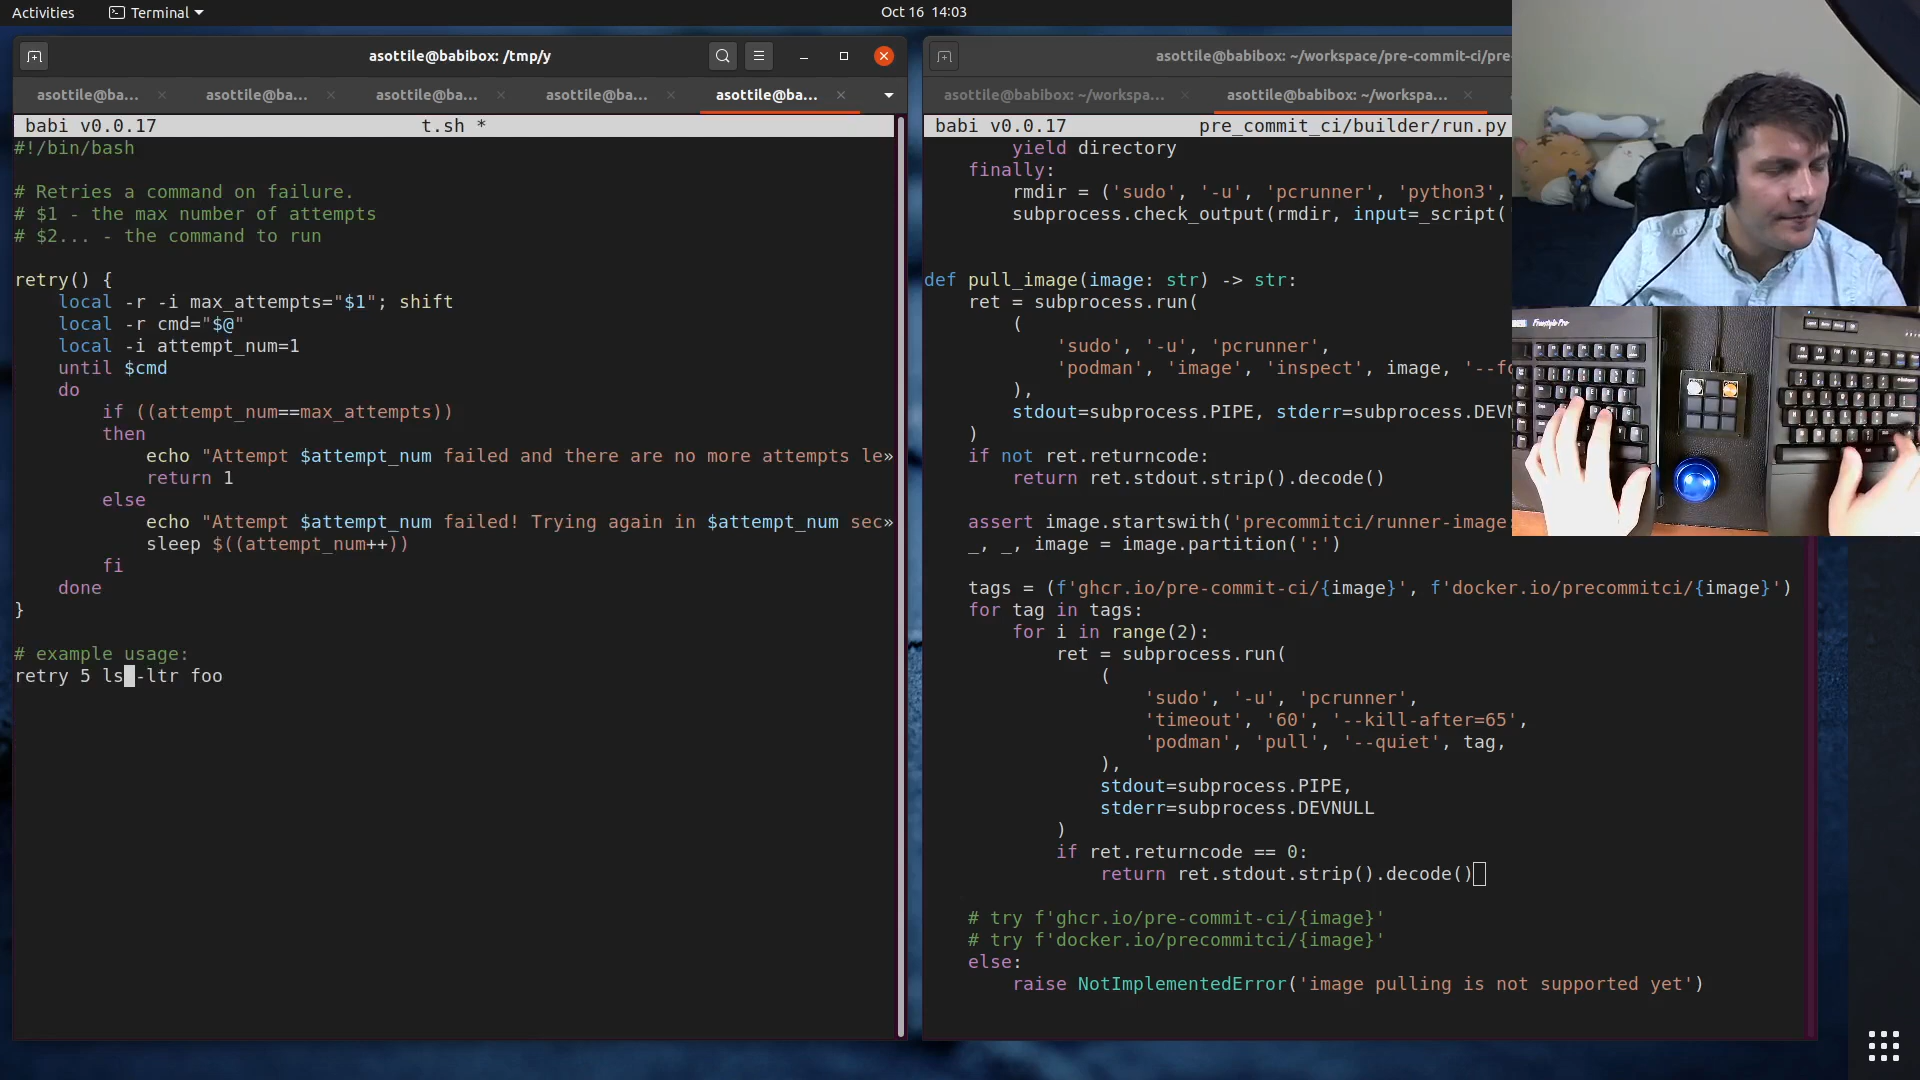 Activities
Terminal
Oct 16 14:03
asottile@babibox: /tmp/y
asottile@ba...
asottile@ba...
asottile@ba...
asottile@ba...
asottile@ba...
babi v0.0.17 t.sh *
#!/bin/bash
# Retries a command on failure.
# $1 - the max number of attempts
# $2... - the command to run
retry() {
local -r -i max_attempts="$1"; shift
local -r cmd="$@"
local -i attempt_num=1
until $cmd
do
if ((attempt_num==max_attempts))
then
echo "Attempt $attempt_num failed and there are no more attempts le»
return 1
else
echo "Attempt $attempt_num failed! Trying again in $attempt_num sec»
sleep $((attempt_num++))
fi
done
}
# example usage:
retry 5 ls -ltr foo
asottile@babibox: ~/workspace/pre-commit-ci/pre
asottile@babibox: ~/workspa...
asottile@babibox: ~/workspa...
babi v0.0.17 pre_commit_ci/builder/run.py
yield directory
finally:
rmdir = ('sudo', '-u', 'pcrunner', 'python3',
subprocess.check_output(rmdir, input=_script('
def pull_image(image: str) -> str:
ret = subprocess.run(
(
'sudo', '-u', 'pcrunner',
'podman', 'image', 'inspect', image, '--fo
),
stdout=subprocess.PIPE, stderr=subprocess.DEVN
)
if not ret.returncode:
return ret.stdout.strip().decode()
assert image.startswith('precommitci/runner-image:
_, _, image = image.partition(':')
tags = (f'ghcr.io/pre-commit-ci/{image}', f'docker.io/precommitci/{image}')
for tag in tags:
for i in range(2):
ret = subprocess.run(
(
'sudo', '-u', 'pcrunner',
'timeout', '60', '--kill-after=65',
'podman', 'pull', '--quiet', tag,
),
stdout=subprocess.PIPE,
stderr=subprocess.DEVNULL
)
if ret.returncode == 0:
return ret.stdout.strip().decode()
# try f'ghcr.io/pre-commit-ci/{image}'
# try f'docker.io/precommitci/{image}'
else:
raise NotImplementedError('image pulling is not supported yet')
Freestyle Pro